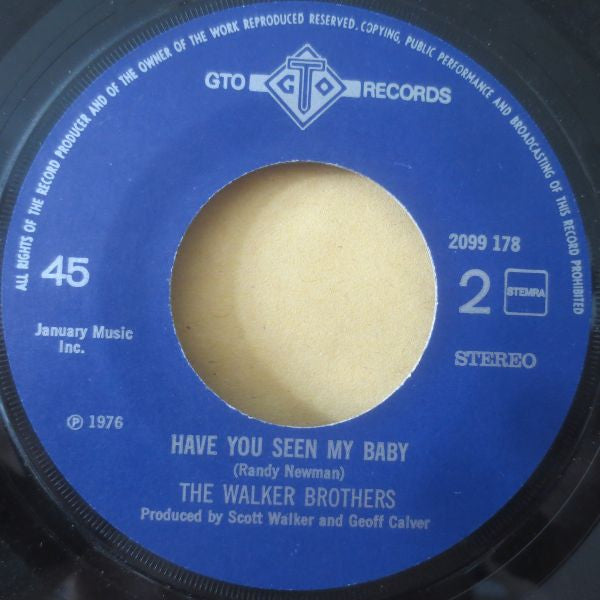 ALL RIGHTS OF THE RECORD PRODUCER AND OF THE OWNER OF THE WORK REPRODUCED RESERVED. COPYING, PUBLIC PERFORMANCE AND BROADCASTING OF THIS RECORD PROHIBITED
GTO GTO RECORDS
45
2099 178
2 STEMRA
STEREO
January Music
Inc.
℗ 1976
HAVE YOU SEEN MY BABY
(Randy Newman)
THE WALKER BROTHERS
Produced by Scott Walker and Geoff Calver